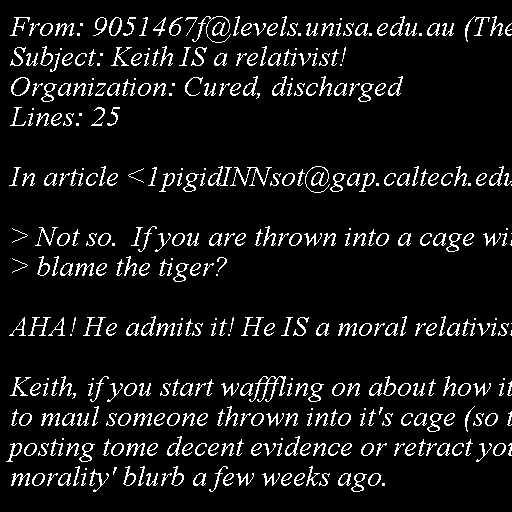 From: 9051467f@levels.unisa.edu.au (The
Subject: Keith IS a relativist!
Organization: Cured, discharged
Lines: 25
In article <1pigidINNsot@gap.caltech.edu
> Not so.  If you are thrown into a cage wi
> blame the tiger?
AHA! He admits it! He IS a moral relativist
Keith, if you start wafffling on about how it
to maul someone thrown into it's cage (so t
posting tome decent evidence or retract you
morality' blurb a few weeks ago.